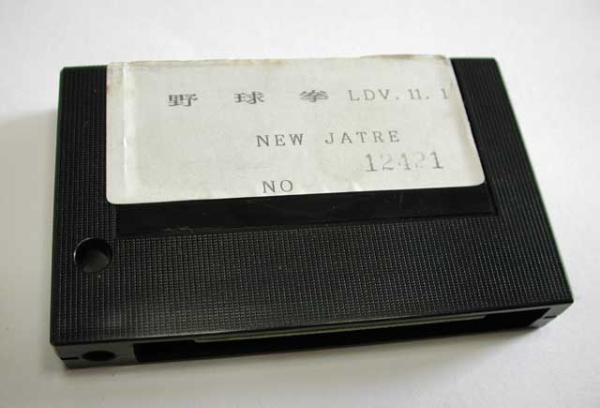 野球拳 LDV.11.1
NEW JATRE
12421
NO